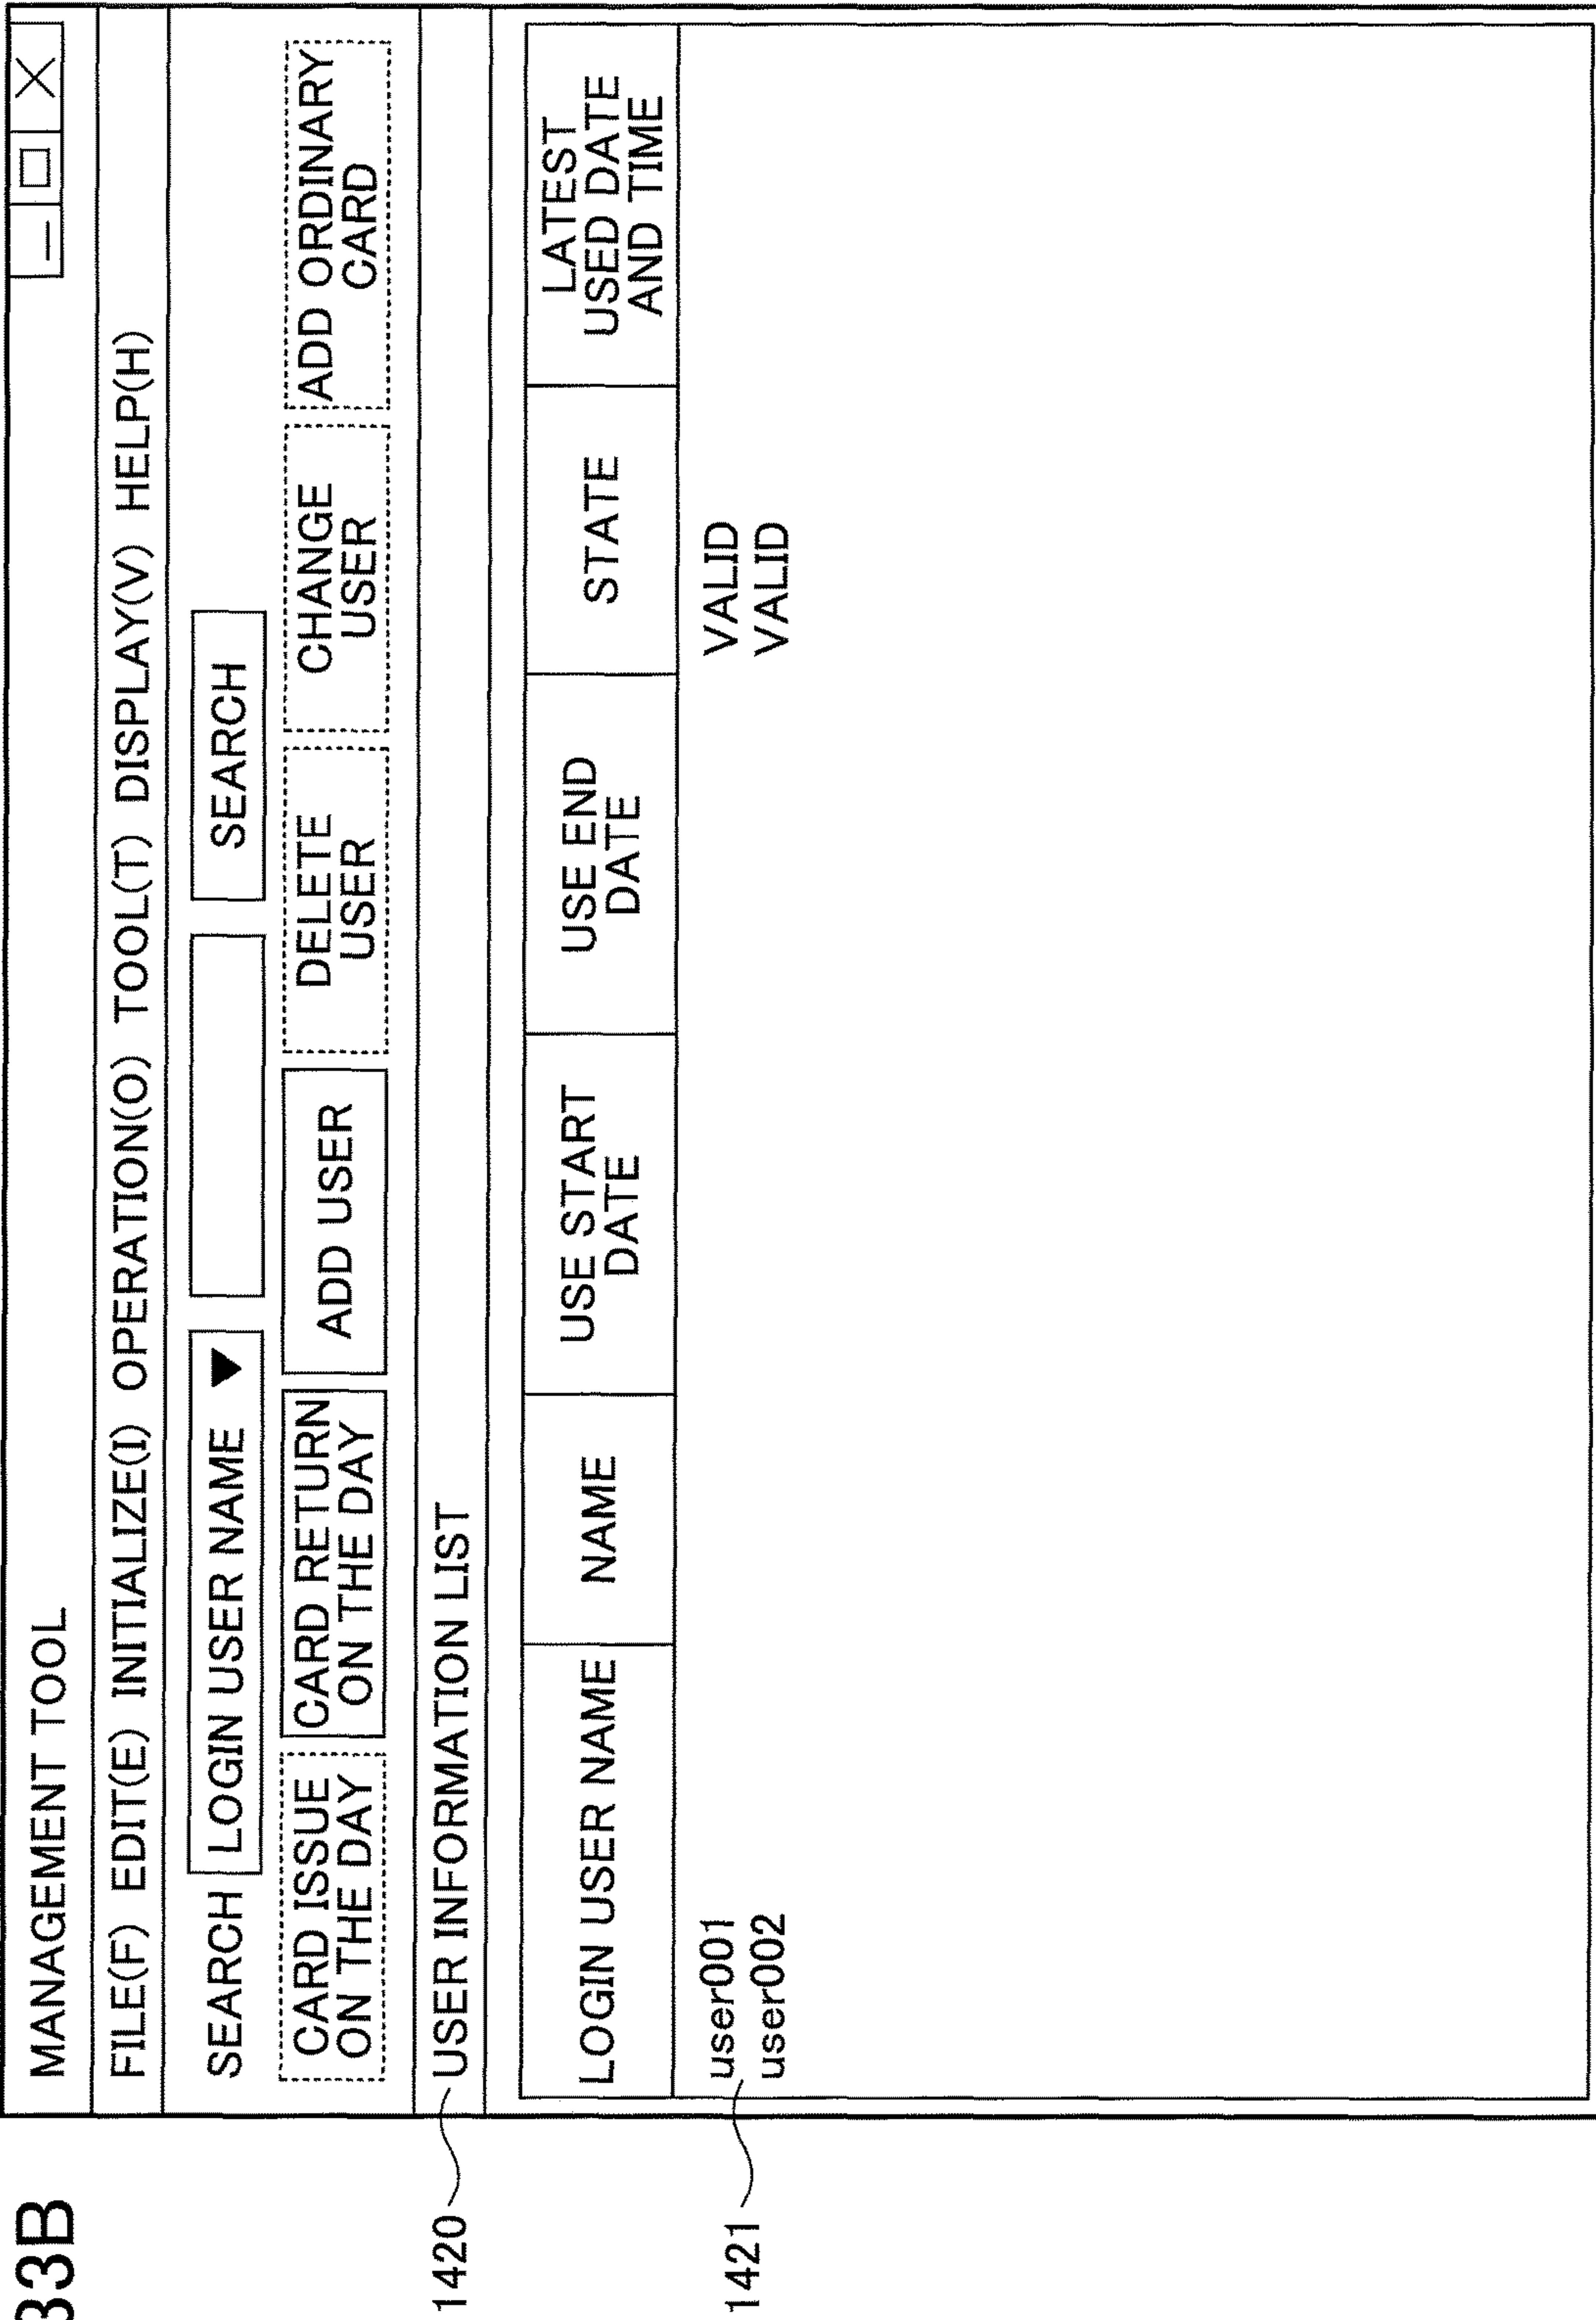 33B
MANAGEMENT TOOL
FILE(F) EDIT(E) INITIALIZE(I) OPERATION(O) TOOL(T) DISPLAY(V) HELP(H)
SEARCH LOGIN USER NAME ▼ SEARCH
CARD ISSUE
ON THE DAY
CARD RETURN
ON THE DAY
ADD USER
DELETE
USER
CHANGE
USER
ADD ORDINARY
CARD
1420
USER INFORMATION LIST
LOGIN USER NAME
NAME
USE START
DATE
USE END
DATE
STATE
LATEST
USED DATE
AND TIME
1421
user001 VALID
user002 VALID